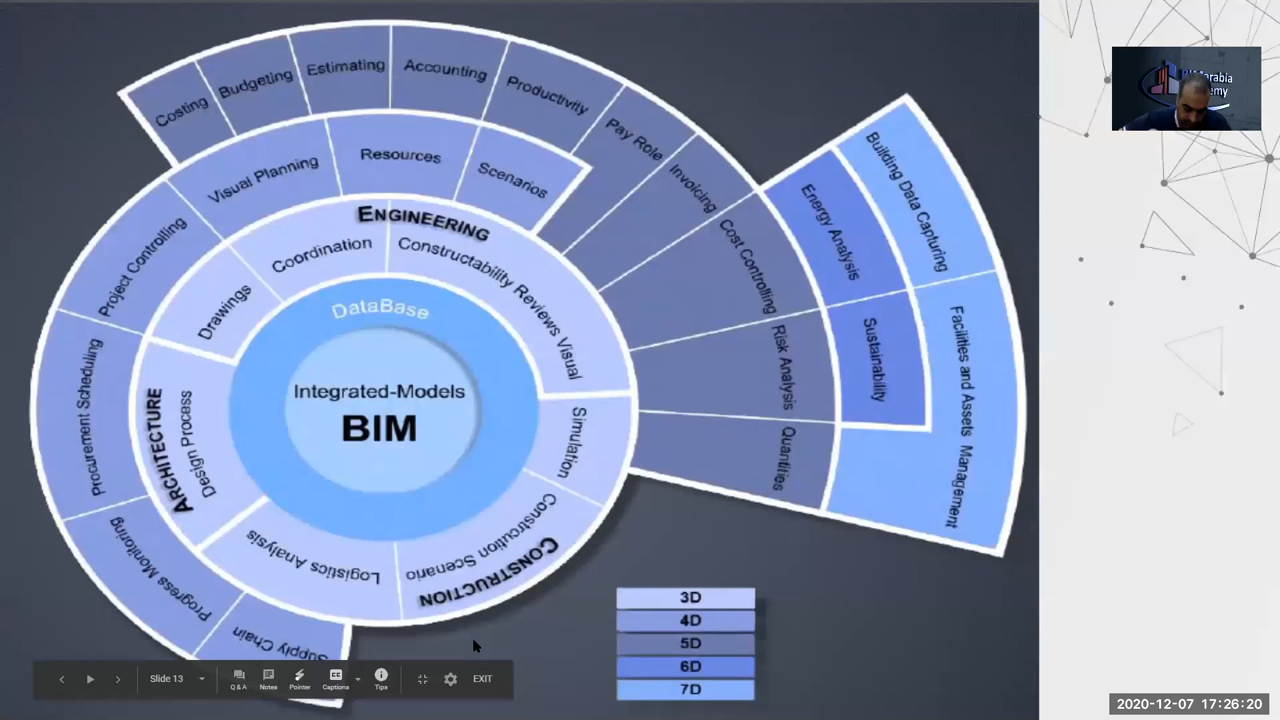 Costing
Budgeting
Estimating
Accounting
Productivity
Pay Role
Invoicing
Cost Controlling
Risk Analysis
Quantities
Building Data Capturing
Energy Analysis
Sustainability
Facilities and Assets Management
Visual Planning
Resources
Scenarios
Project Controlling
Procurement Scheduling
Progress Monitoring
Supply Chain
ENGINEERING
Coordination
Constructability Reviews Visual
Drawings
ARCHITECTURE
Design Process
Simulation
Constrcution Scenario
CONSTRUCTION
Logistics Analysis
DataBase
Integrated-Models
BIM
3D
4D
5D
6D
7D
Slide 13
Q & A
Notes
Pointer
Captions
Tips
EXIT
2020-12-07 17:26:20